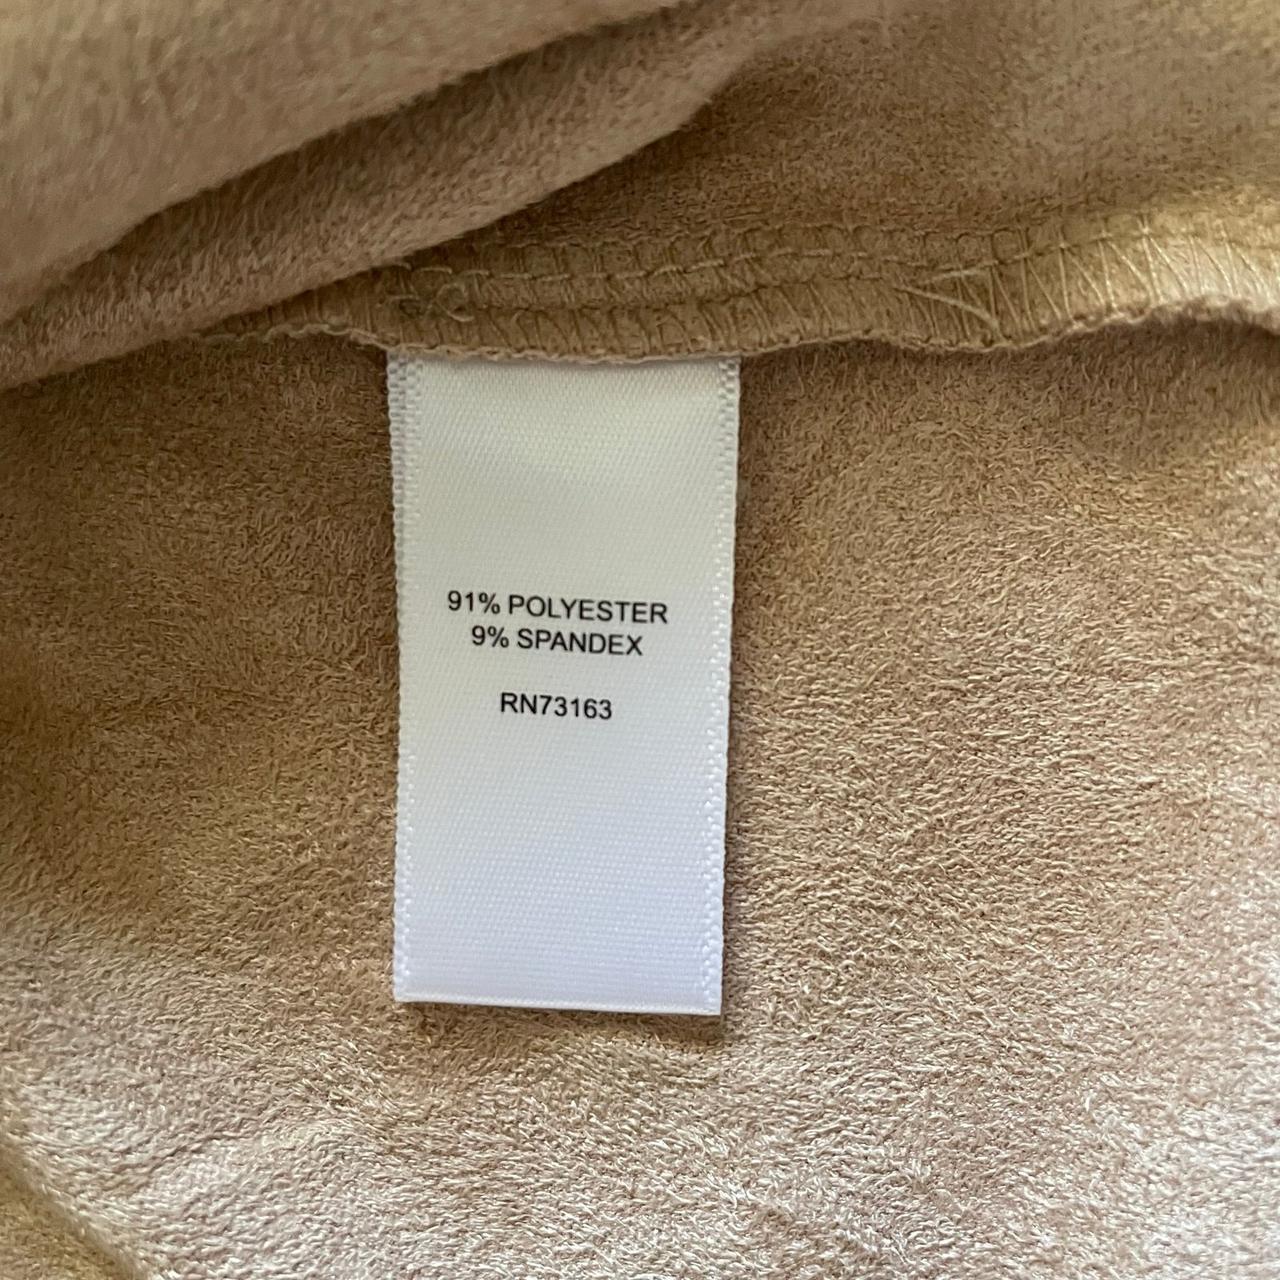 91% POLYESTER
9% SPANDEX
RN73163